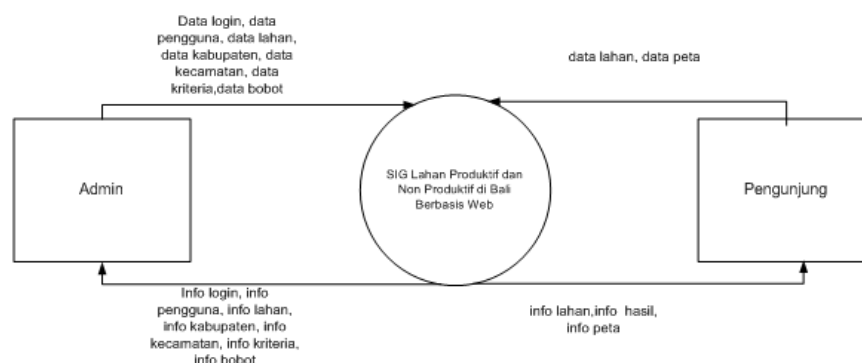 Data login, data
pengguna, data lahan,
data kabupaten, data
kecamatan, data
kriteria,data bobot
data lahan, data peta
Admin
SIG Lahan Produktif dan
Non Produktif di Bali
Berbasis Web
Pengunjung
Info login, info
pengguna, info lahan,
info kabupaten, info
kecamatan, info kriteria,
info bobot
info lahan,info hasil,
info peta